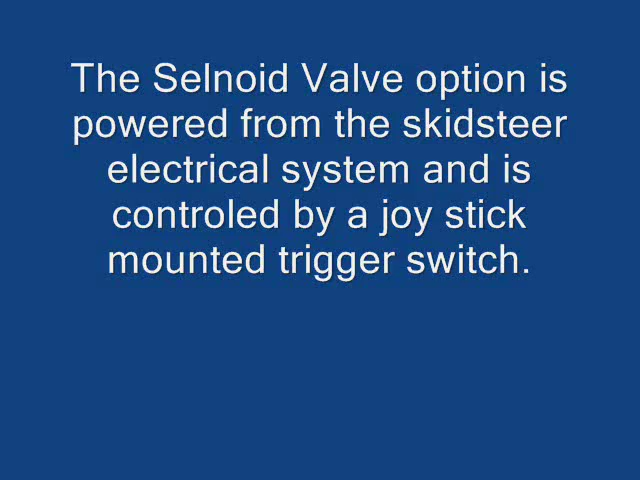 The Selnoid Valve option is
powered from the skidsteer
electrical system and is
controled by a joy stick
mounted trigger switch.